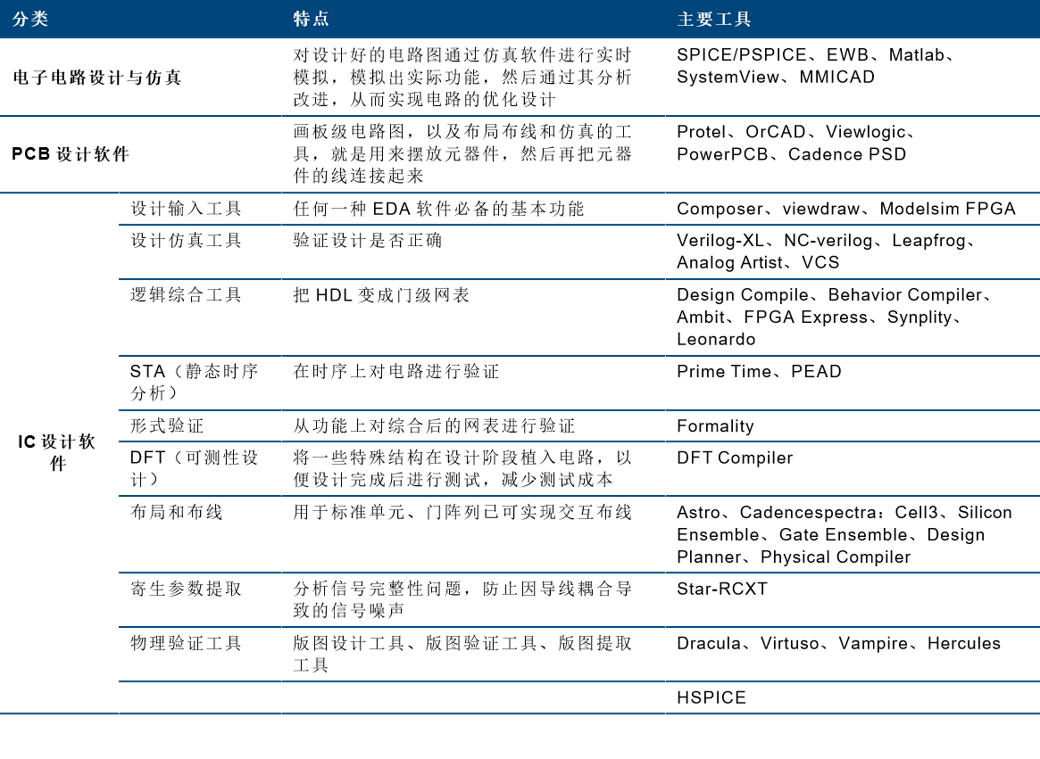 分类 特点 主要工具
电子电路设计与仿真
对设计好的电路图通过仿真软件进行实时
模拟，模拟出实际功能，然后通过其分析
改进，从而实现电路的优化设计
SPICE/PSPICE、EWB、Matlab、
SystemView、MMICAD
PCB 设计软件
画板级电路图，以及布局布线和仿真的工
具，就是用来摆放元器件，然后再把元器
件的线连接起来
Protel、OrCAD、Viewlogic、
PowerPCB、Cadence PSD
IC 设计软
件
设计输入工具
任何一种 EDA 软件必备的基本功能
Composer、viewdraw、Modelsim FPGA
设计仿真工具
验证设计是否正确
Verilog-XL、NC-verilog、Leapfrog、
Analog Artist、VCS
逻辑综合工具
把 HDL 变成门级网表
Design Compile、Behavior Compiler、
Ambit、FPGA Express、Synplity、
Leonardo
STA（静态时序
分析）
在时序上对电路进行验证
Prime Time、PEAD
形式验证
从功能上对综合后的网表进行验证
Formality
DFT（可测性设
计）
将一些特殊结构在设计阶段植入电路，以
便设计完成后进行测试，减少测试成本
DFT Compiler
布局和布线
用于标准单元、门阵列已可实现交互布线
Astro、Cadencespectra：Cell3、Silicon
Ensemble、Gate Ensemble、Design
Planner、Physical Compiler
寄生参数提取
分析信号完整性问题，防止因导线耦合导
致的信号噪声
Star-RCXT
物理验证工具
版图设计工具、版图验证工具、版图提取
工具
Dracula、Virtuso、Vampire、Hercules
HSPICE